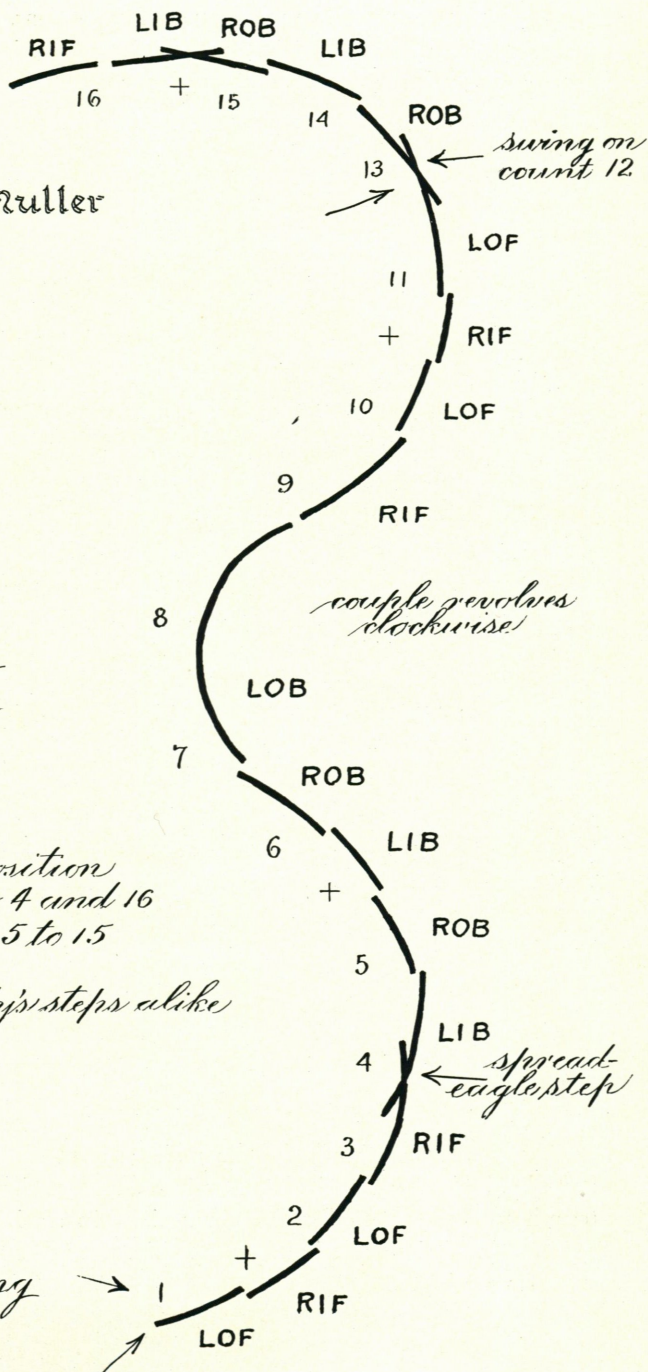 LIB ROB
RIF LIB
16 + 15
14 ROB
swing on
count 12
13
LOF
11
+ RIF
10 LOF
9
RIF
couple revolves
clockwise
8
LOB
7
ROB
6 LIB
+
4 and 16
5 to 15
ROB
5
steps alike
LIB
4
spread-
eagle step
3 RIF
2
LOF
+
1
RIF
LOF